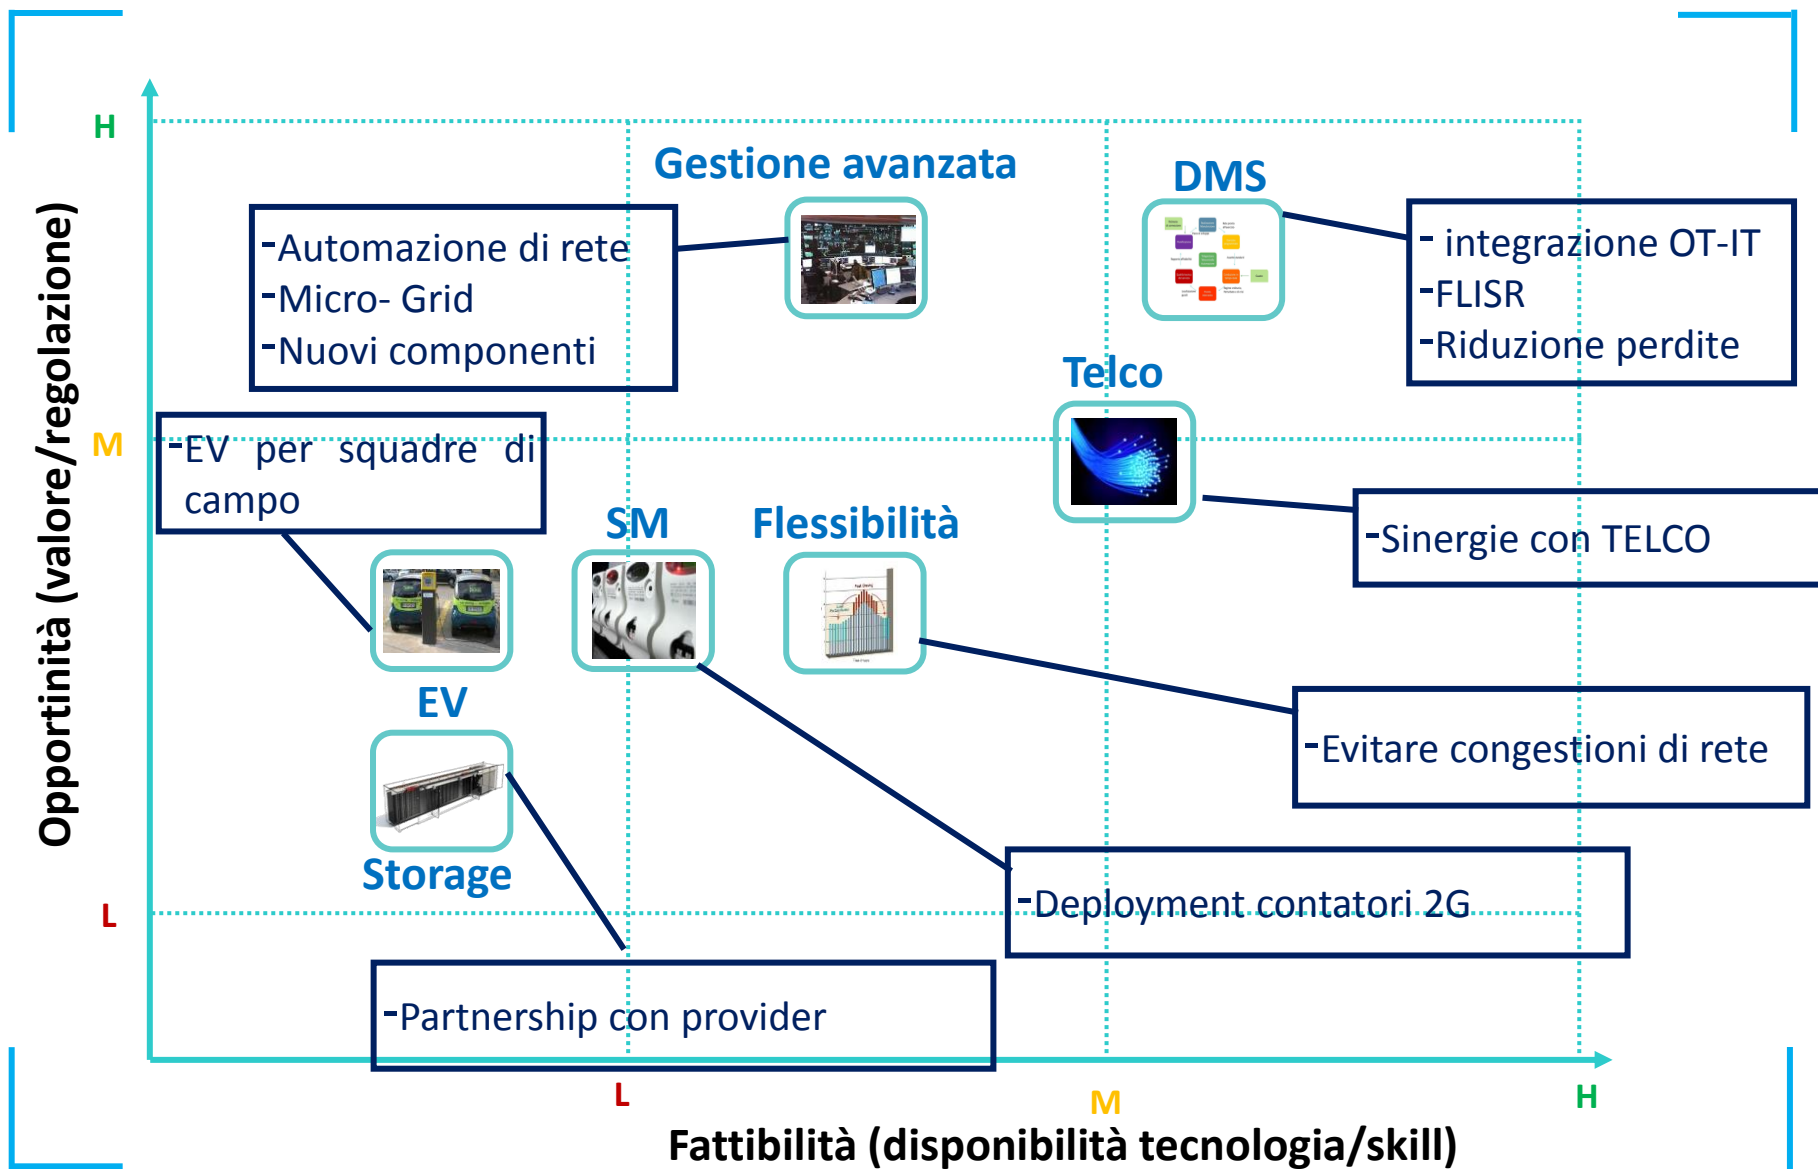 H
Gestione avanzata
DMS
-Automazione di rete
-Micro- Grid
-Nuovi componenti
- integrazione OT-IT
-FLISR
-Riduzione perdite
Telco
M
-EV per squadre di
campo
SM
Flessibilità
-Sinergie con TELCO
EV
-Evitare congestioni di rete
Storage
-Deployment contatori 2G
L
-Partnership con provider
L
M
H
Opportinità (valore/regolazione)
Fattibilità (disponibilità tecnologia/skill)